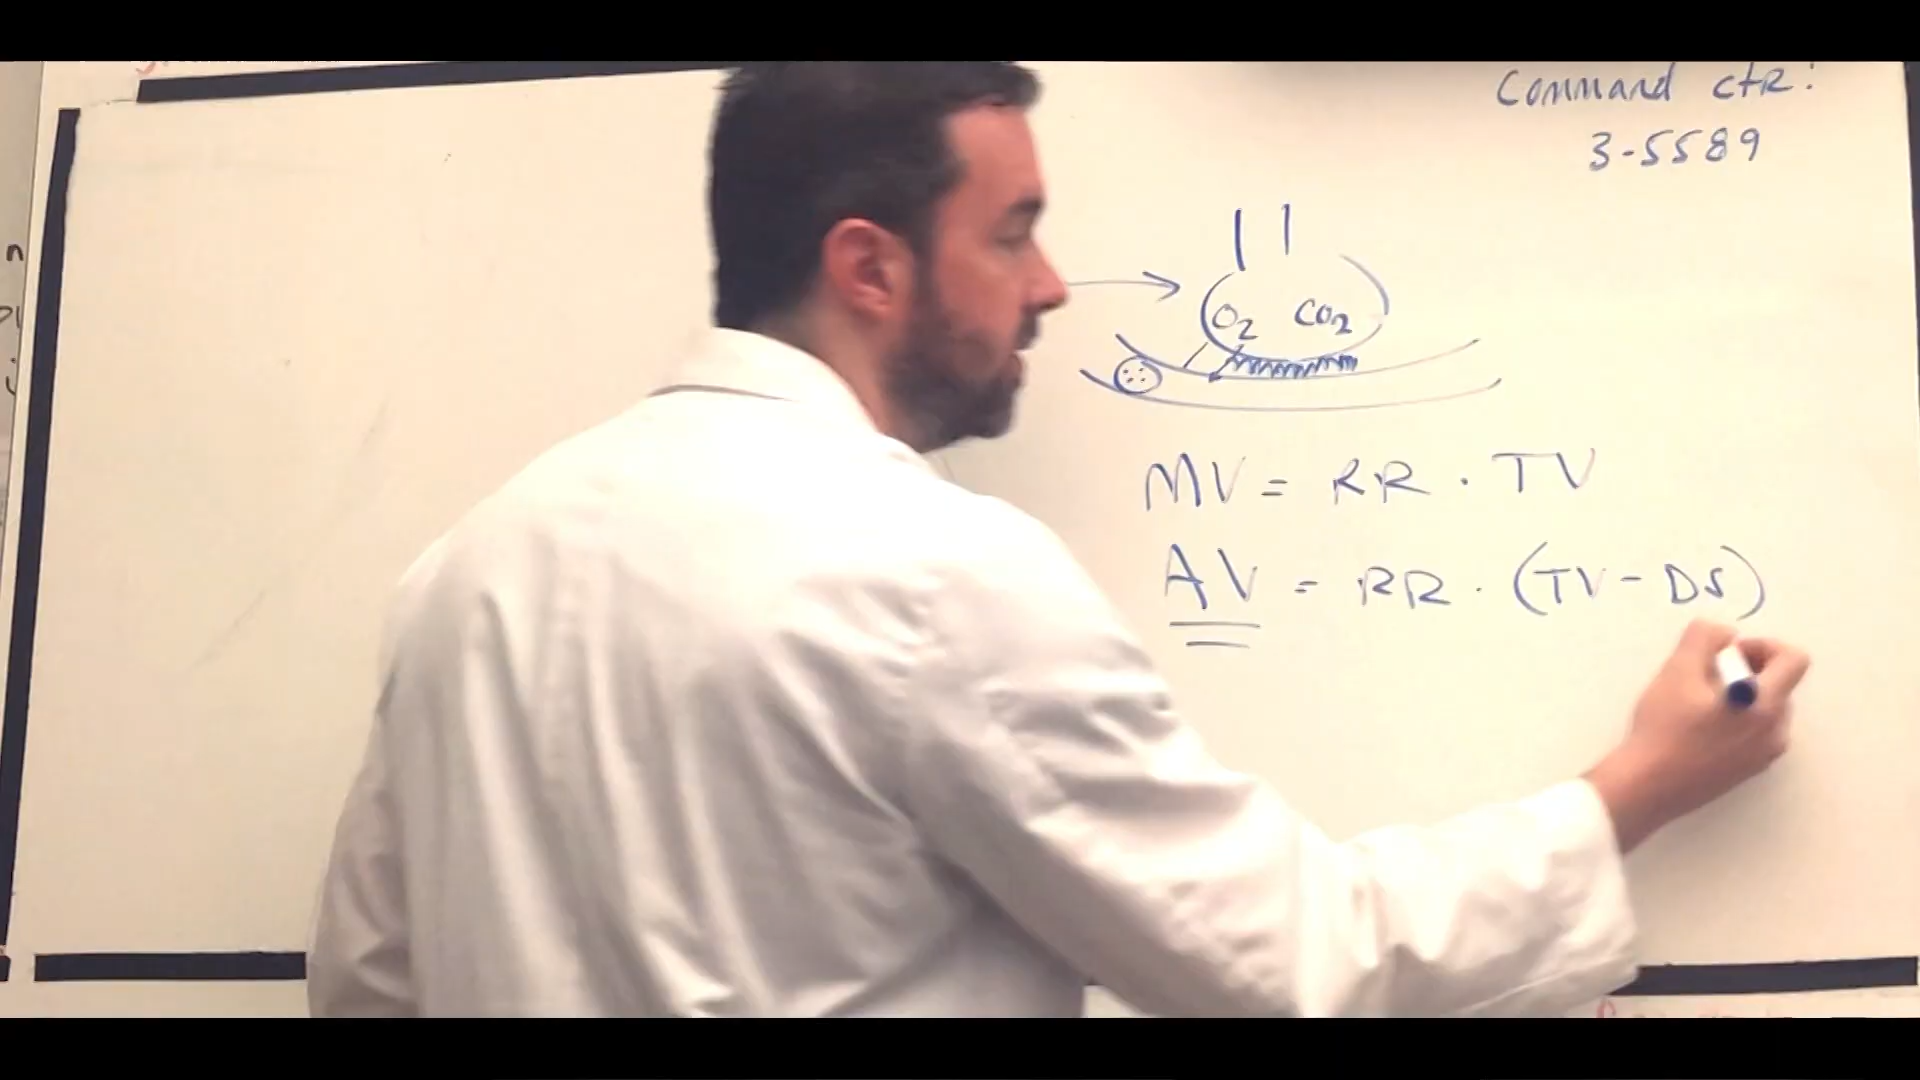 Command ctr:
3-5589
O2 CO2
MV = RR · TV
AV = RR · (TV - DS)